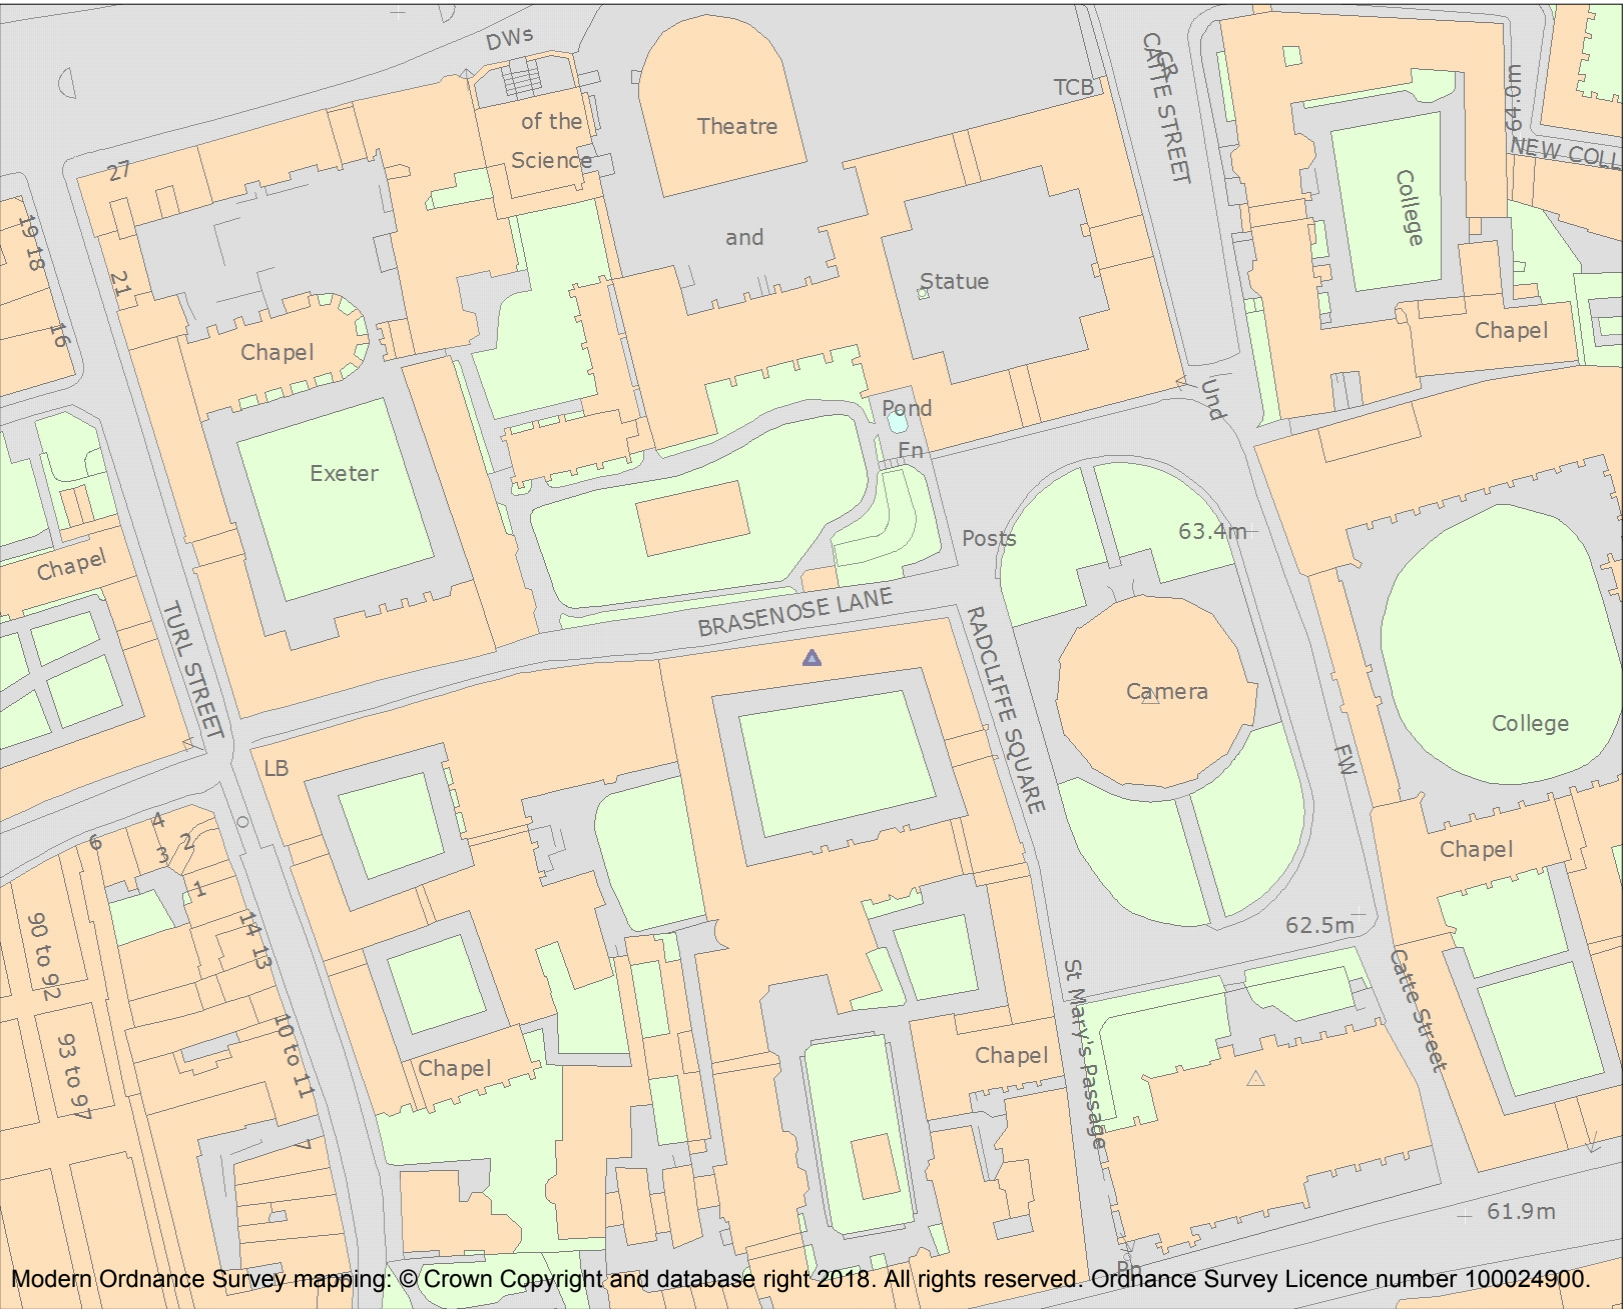 DWs
of the
Science
Theatre
TCB
CATTE STREET
64.0m
NEW COLL
27
19 18
21
16
and
Statue
College
Chapel
Chapel
Und
Pond
Fn
Exeter
Posts
63.4m
Chapel
BRASENOSE LANE
TURL STREET
RADCLIFFE SQUARE
Camera
College
FW
LB
4
6
3
2
1
Chapel
90 to 92
14 13
62.5m
Catte Street
St Mary's Passage
93 to 97
10 to 11
Chapel
Chapel
7
61.9m
Modern Ordnance Survey mapping: © Crown Copyright and database right 2018. All rights reserved. Ordnance Survey Licence number 100024900.